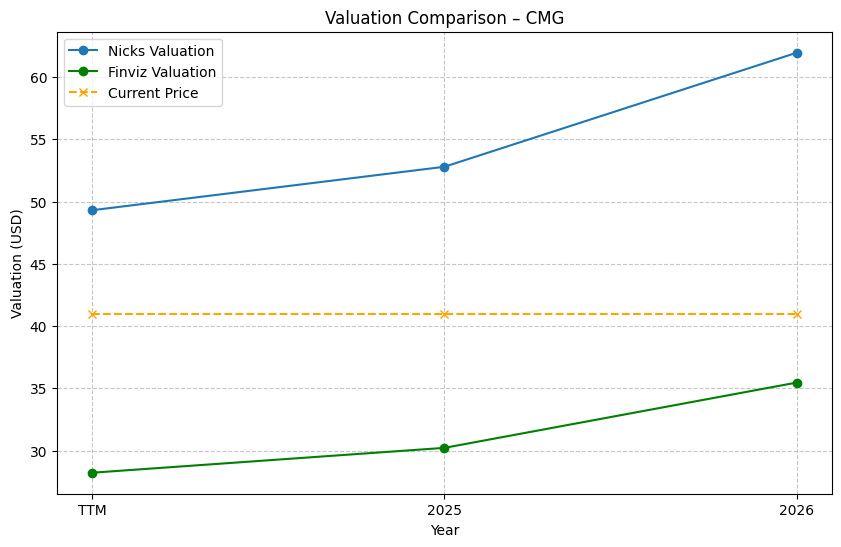 Valuation Comparison – CMG
Nicks Valuation
Finviz Valuation
Current Price
Valuation (USD)
60
55
50
45
40
35
30
TTM
2025
2026
Year